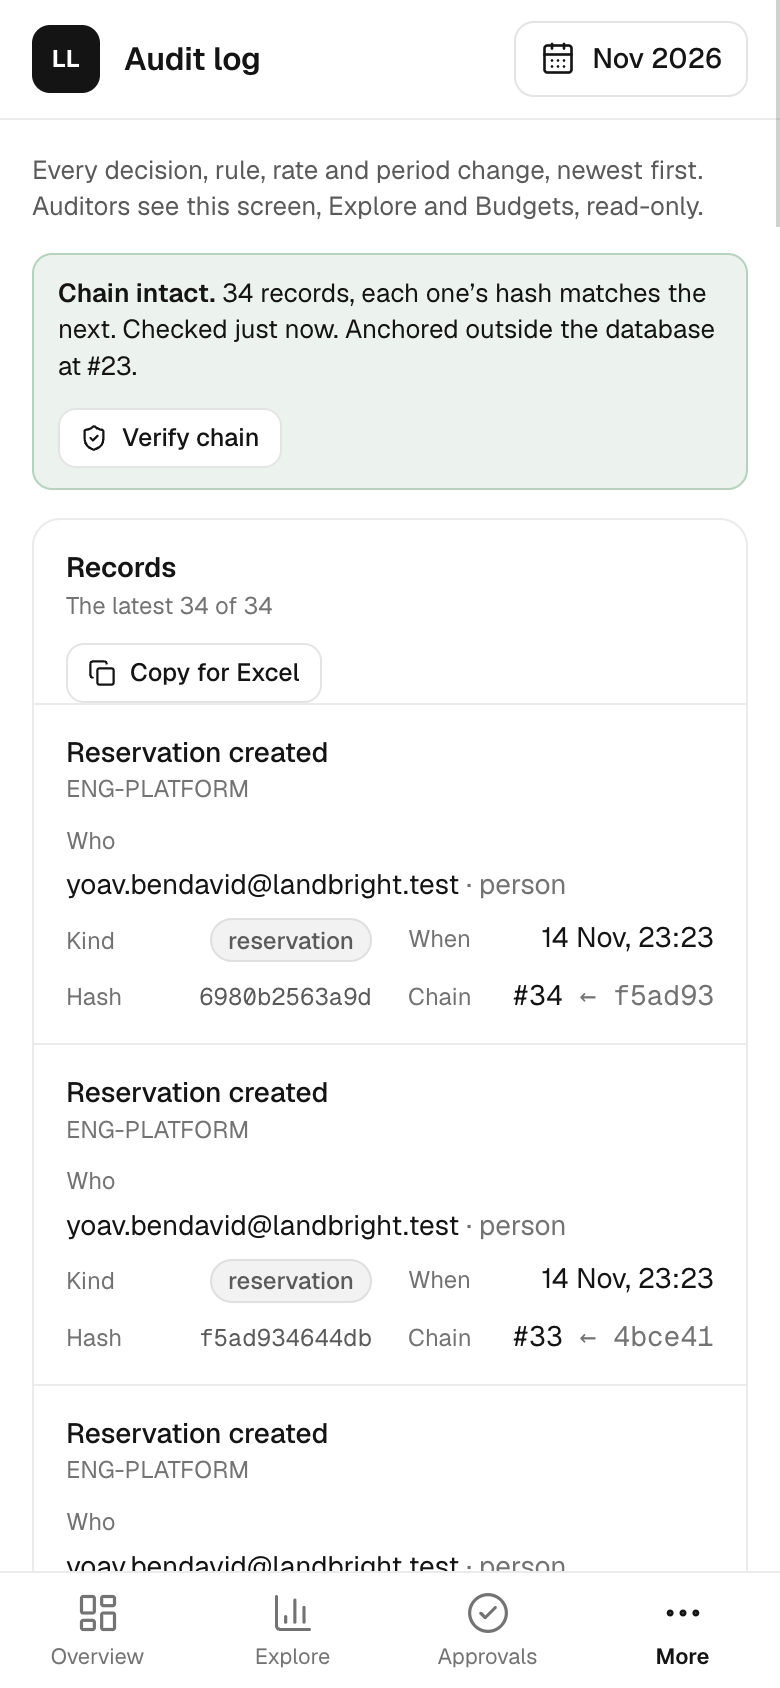 LL Audit log Nov 2026
Every decision, rule, rate and period change, newest first.
Auditors see this screen, Explore and Budgets, read-only.
Chain intact. 34 records, each one’s hash matches the
next. Checked just now. Anchored outside the database
at #23.
Verify chain
Records
The latest 34 of 34
Copy for Excel
Reservation created
ENG-PLATFORM
Who
yoav.bendavid@landbright.test · person
Kind reservation When 14 Nov, 23:23
Hash 6980b2563a9d Chain #34 ← f5ad93
Reservation created
ENG-PLATFORM
Who
yoav.bendavid@landbright.test · person
Kind reservation When 14 Nov, 23:23
Hash f5ad934644db Chain #33 ← 4bce41
Reservation created
ENG-PLATFORM
Who
yoav.bendavid@landbright.test · person
Overview Explore Approvals More